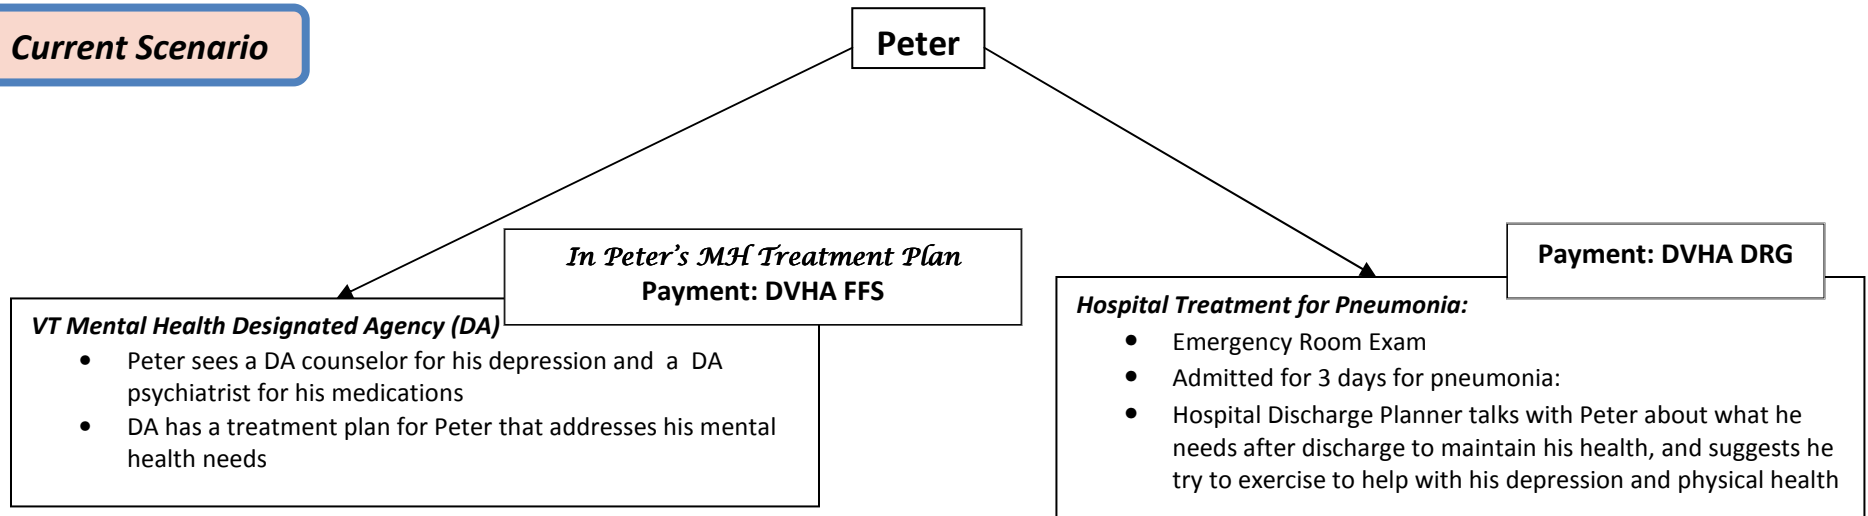 Current Scenario
Peter
In Peter's MH Treatment Plan
Payment: DVHA FFS
VT Mental Health Designated Agency (DA)
• Peter sees a DA counselor for his depression and a DA
psychiatrist for his medications
• DA has a treatment plan for Peter that addresses his mental
health needs
Payment: DVHA DRG
Hospital Treatment for Pneumonia:
• Emergency Room Exam
• Admitted for 3 days for pneumonia:
• Hospital Discharge Planner talks with Peter about what he
needs after discharge to maintain his health, and suggests he
try to exercise to help with his depression and physical health